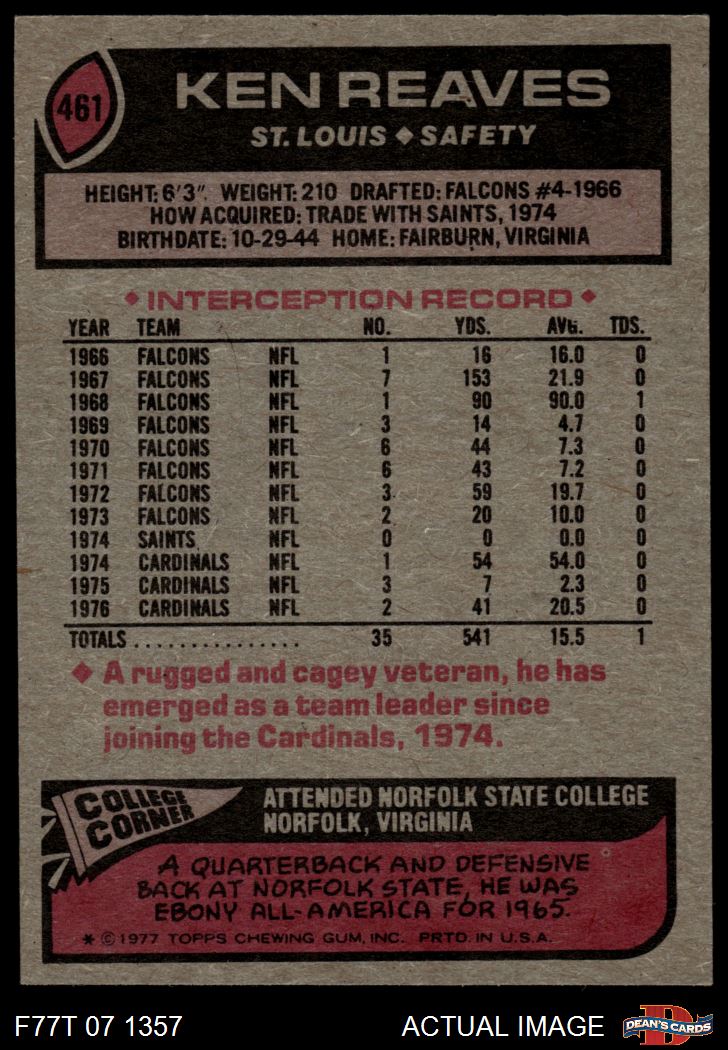 461
KEN REAVES
ST. LOUIS ◆ SAFETY
HEIGHT: 6'3". WEIGHT: 210 DRAFTED: FALCONS #4-1966
HOW ACQUIRED: TRADE WITH SAINTS, 1974
BIRTHDATE: 10-29-44 HOME: FAIRBURN, VIRGINIA
◆ INTERCEPTION RECORD ◆
YEAR TEAM NO. YDS. AVG. TDS.
1966 FALCONS NFL 1 16 16.0 0
1967 FALCONS NFL 7 153 21.9 0
1968 FALCONS NFL 1 90 90.0 1
1969 FALCONS NFL 3 14 4.7 0
1970 FALCONS NFL 6 44 7.3 0
1971 FALCONS NFL 6 43 7.2 0
1972 FALCONS NFL 3 59 19.7 0
1973 FALCONS NFL 2 20 10.0 0
1974 SAINTS NFL 0 0 0.0 0
1974 CARDINALS NFL 1 54 54.0 0
1975 CARDINALS NFL 3 7 2.3 0
1976 CARDINALS NFL 2 41 20.5 0
TOTALS ................ 35 541 15.5 1
◆ A rugged and cagey veteran, he has
emerged as a team leader since
joining the Cardinals, 1974.
COLLEGE
CORNER
ATTENDED NORFOLK STATE COLLEGE
NORFOLK, VIRGINIA
A QUARTERBACK AND DEFENSIVE
BACK AT NORFOLK STATE, HE WAS
EBONY ALL-AMERICA FOR 1965.
* © 1977 TOPPS CHEWING GUM, INC. PRTD. IN U.S.A.
F77T 07 1357
ACTUAL IMAGE
D
DEAN'S CARDS